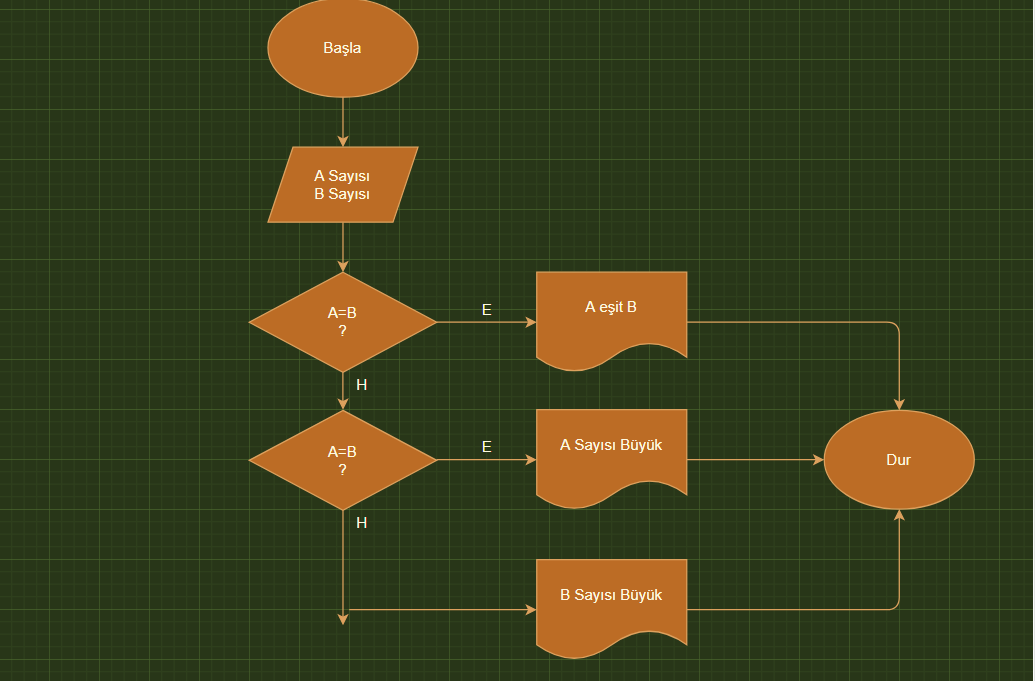 Başla
A Sayısı
B Sayısı
A=B
?
E
A eşit B
H
A=B
?
E
A Sayısı Büyük
Dur
H
B Sayısı Büyük